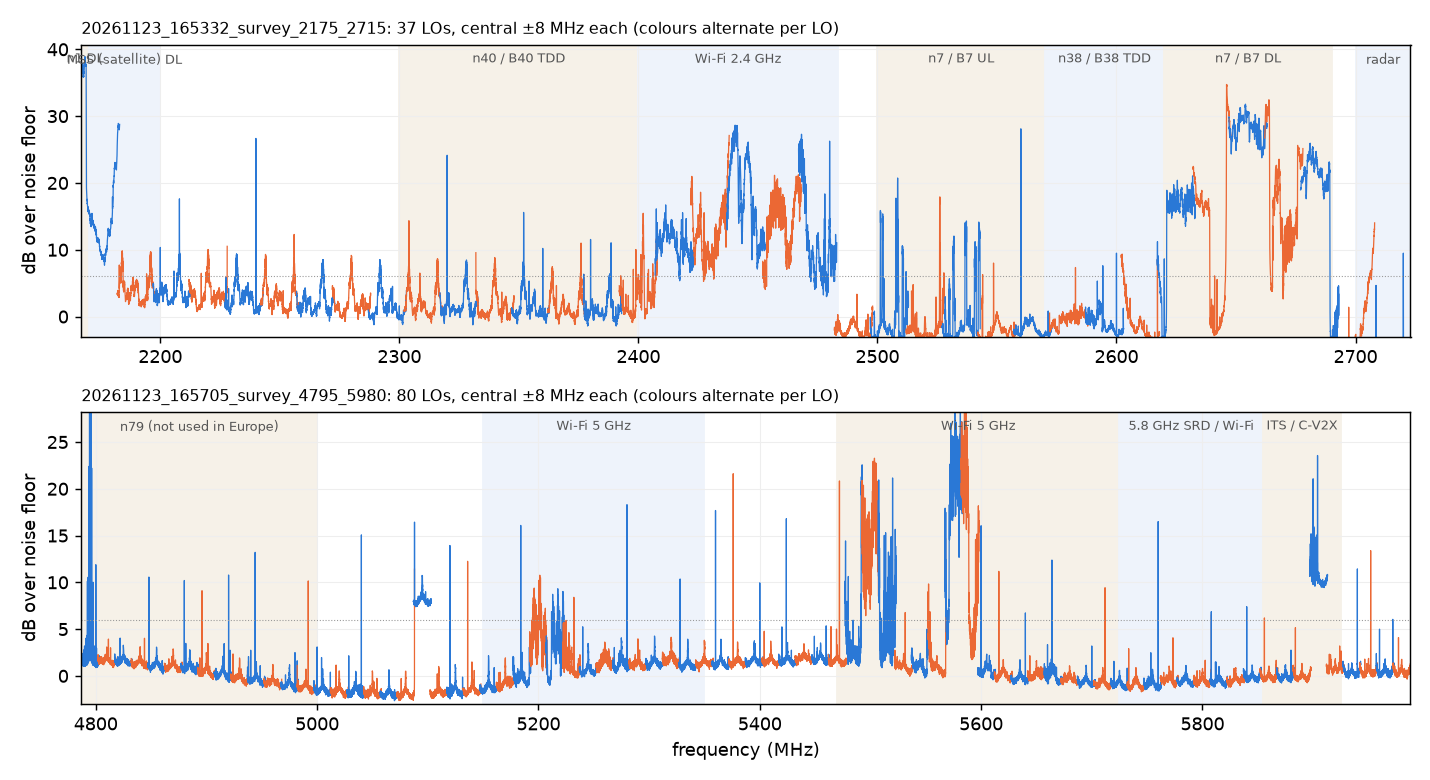 20261123_165332_survey_2175_2715: 37 LOs, central ±8 MHz each (colours alternate per LO)
MSS (satellite) DL
n40 / B40 TDD
Wi-Fi 2.4 GHz
n7 / B7 UL
n38 / B38 TDD
n7 / B7 DL
radar
dB over noise floor
40
30
20
10
0
2200
2300
2400
2500
2600
2700
20261123_165705_survey_4795_5980: 80 LOs, central ±8 MHz each (colours alternate per LO)
n79 (not used in Europe)
Wi-Fi 5 GHz
Wi-Fi 5 GHz
5.8 GHz SRD / Wi-Fi
ITS / C-V2X
dB over noise floor
25
20
15
10
5
0
4800
5000
5200
5400
5600
5800
frequency (MHz)